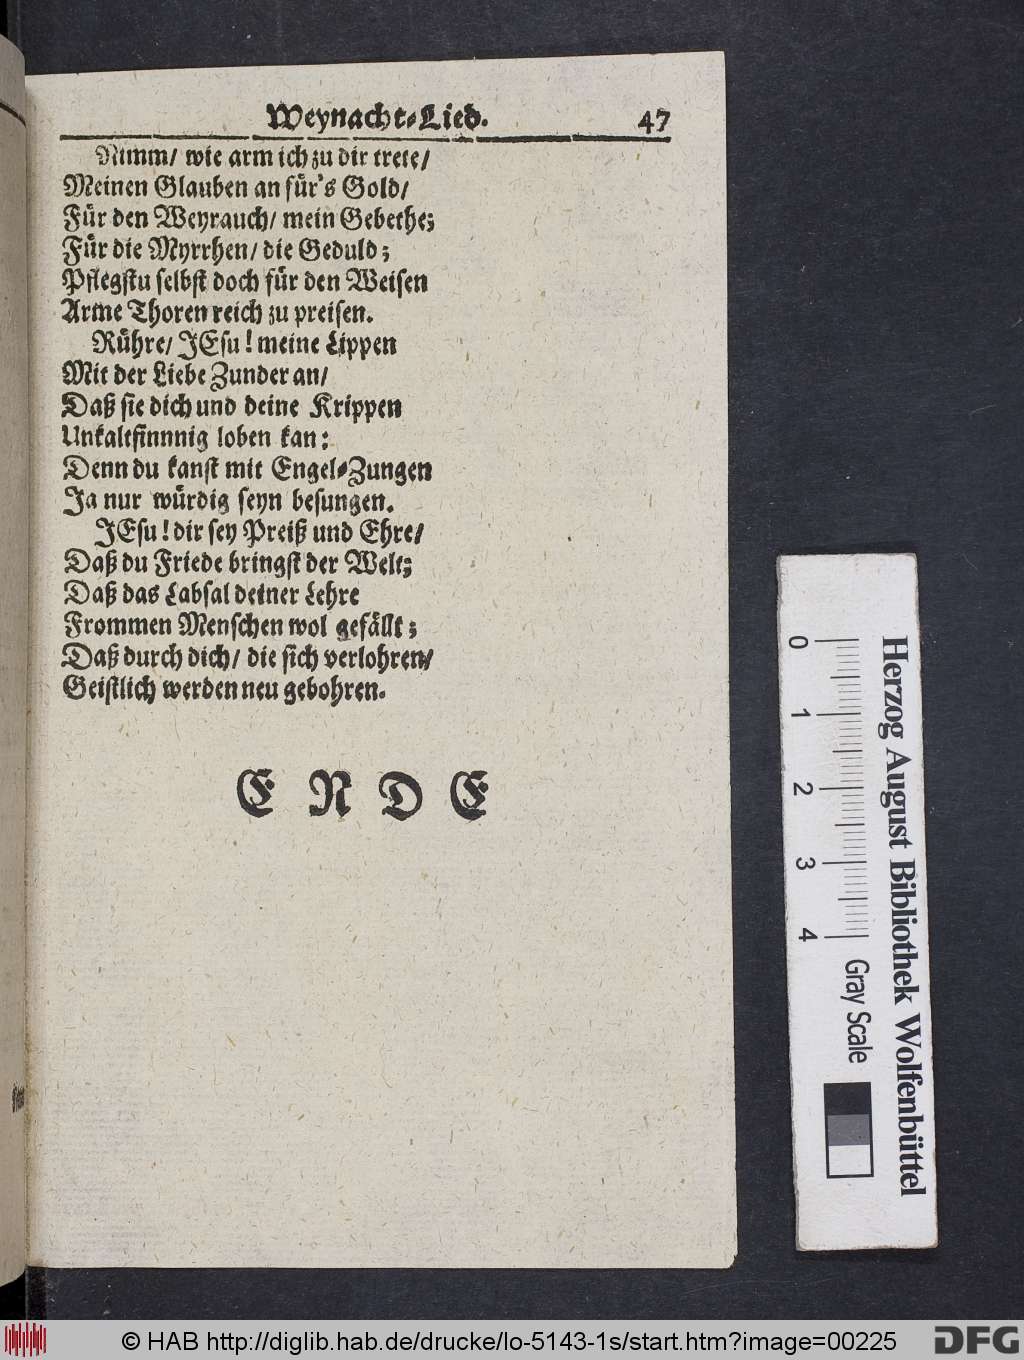 Weynacht-Lied. 47
Nimm/ wie arm ich zu dir trete/
Meinen Glauben an für's Gold/
Für den Weyrauch/ mein Gebethe;
Für die Myrrhen/ die Geduld;
Pflegstu selbst doch für den Weisen
Arme Thoren reich zu preisen.
Rühre/ JEsu! meine Lippen
Mit der Liebe Zunder an/
Daß sie dich und deine Krippen
Unkaltsinnnig loben kan:
Denn du kanst mit Engel-Zungen
Ja nur würdig seyn besungen.
JEsu! dir sey Preiß und Ehre/
Daß du Friede bringst der Welt;
Daß das Labsal deiner Lehre
Frommen Menschen wol gefällt;
Daß durch dich/ die sich verlohren/
Geistlich werden neu gebohren.
ENDE
Herzog August Bibliothek Wolfenbüttel
0 1 2 3 4 Gray Scale
© HAB http://diglib.hab.de/drucke/lo-5143-1s/start.htm?image=00225
DFG